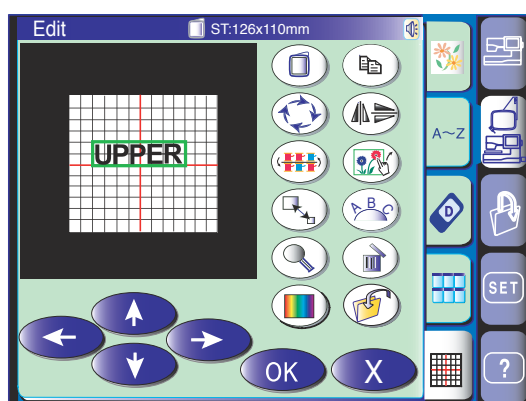 Edit
ST:126x110mm
A~Z
UPPER
D
A B C
SET
OK
X
?